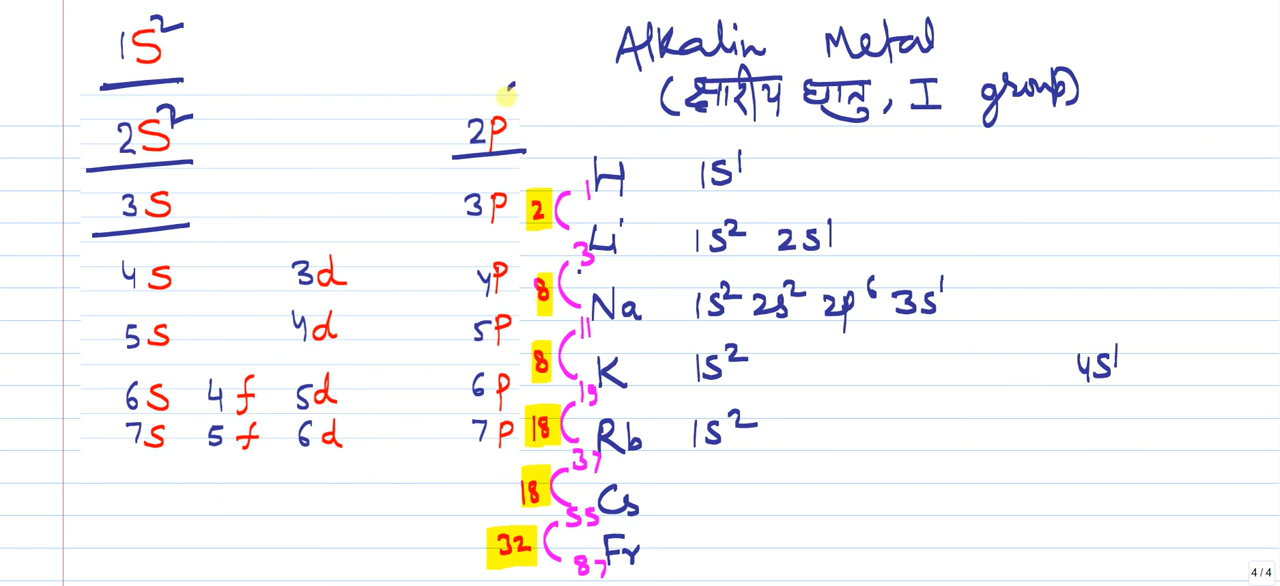 1S²
2S² 2P
3S 3P
4S 3d 4P
5S 4d 5P
6S 4f 5d 6P
7S 5f 6d 7P
Alkalin Metal
(क्षारीय धातु, I group)
1
H 1S¹
2
3
Li 1S² 2S¹
8
11
Na 1S² 2S² 2P⁶ 3S¹
8
19
K 1S² 4S¹
18
37
Rb 1S²
18
55
Cs
32
87
Fr
4 / 4